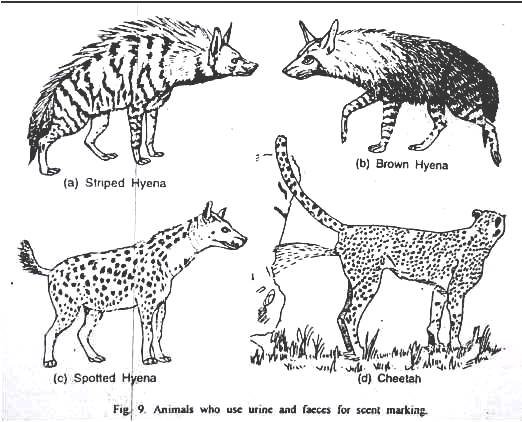 (a) Striped Hyena
(b) Brown Hyena
(c) Spotted Hyena
(d) Cheetah
Fig. 9. Animals who use urine and faeces for scent marking.